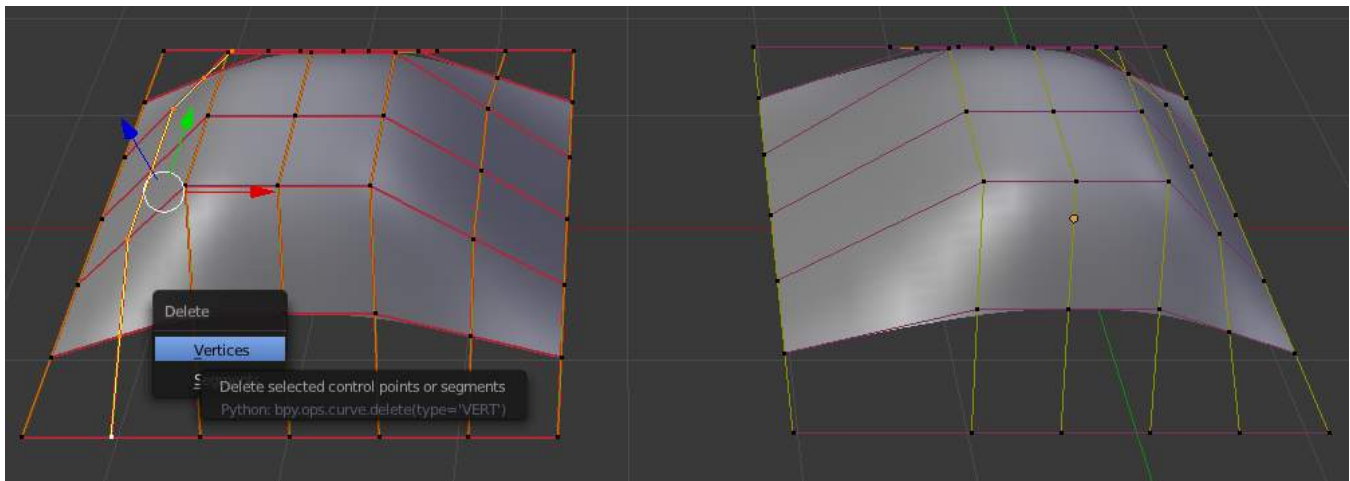 Delete
Vertices
Delete selected control points or segments
Python: bpy.ops.curve.delete(type='VERT')